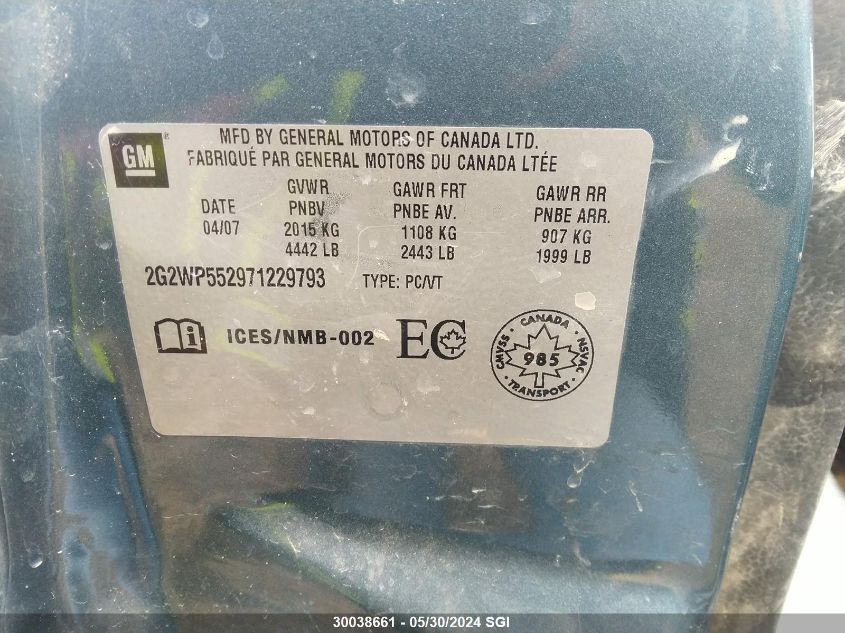 GM
MFD BY GENERAL MOTORS OF CANADA LTD.
FABRIQUÉ PAR GENERAL MOTORS DU CANADA LTÉE
DATE GVWR GAWR FRT GAWR RR
PNBV PNBE AV. PNBE ARR.
04/07 2015 KG 1108 KG 907 KG
4442 LB 2443 LB 1999 LB
2G2WP552971229793 TYPE: PC/VT
i ICES/NMB-002 EC
CANADA
CMVSS 985 NSVAC
TRANSPORT
30038661 - 05/30/2024 SGI